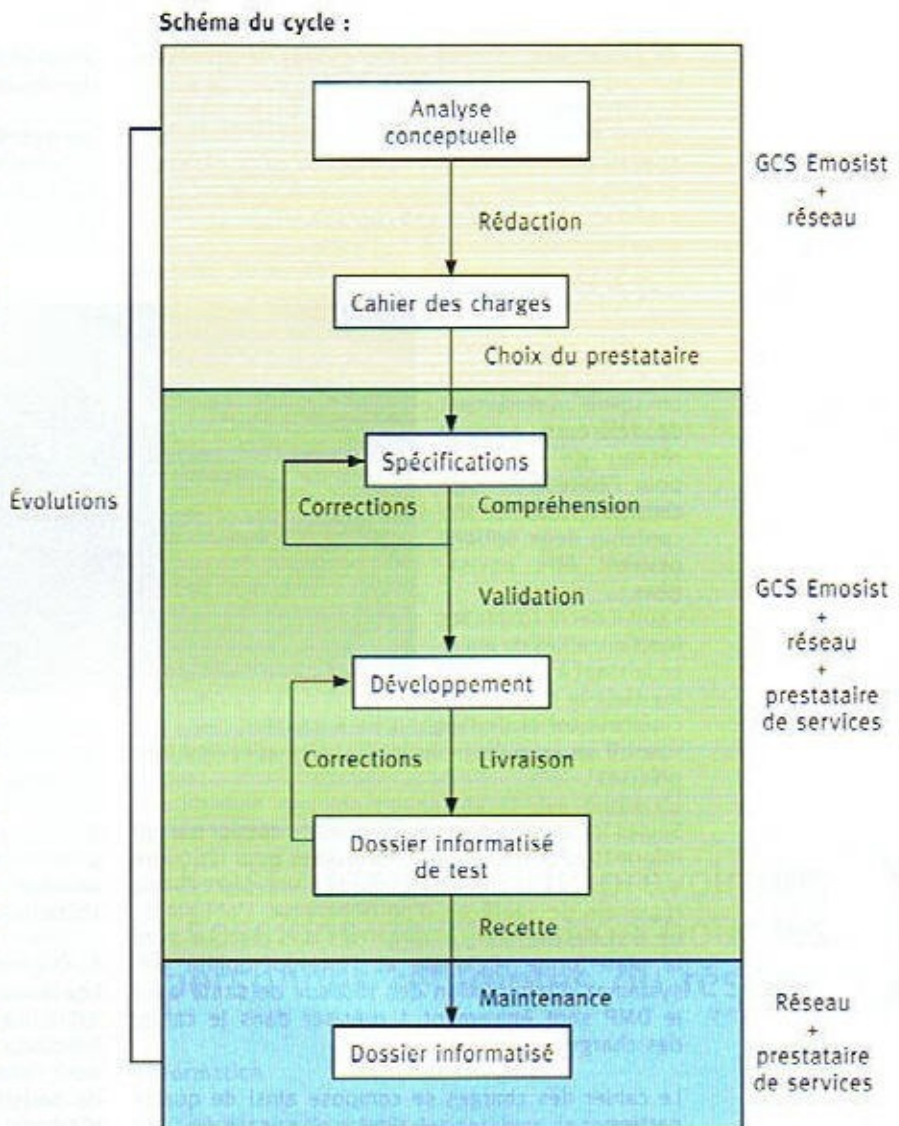 Schéma du cycle :
Analyse
conceptuelle
GCS Emosist
+
réseau
Rédaction
Cahier des charges
Choix du prestataire
Spécifications
Évolutions
Corrections
Compréhension
Validation
GCS Emosist
+
réseau
+
prestataire
de services
Développement
Corrections
Livraison
Dossier informatisé
de test
Recette
Maintenance
Réseau
+
prestataire
de services
Dossier informatisé